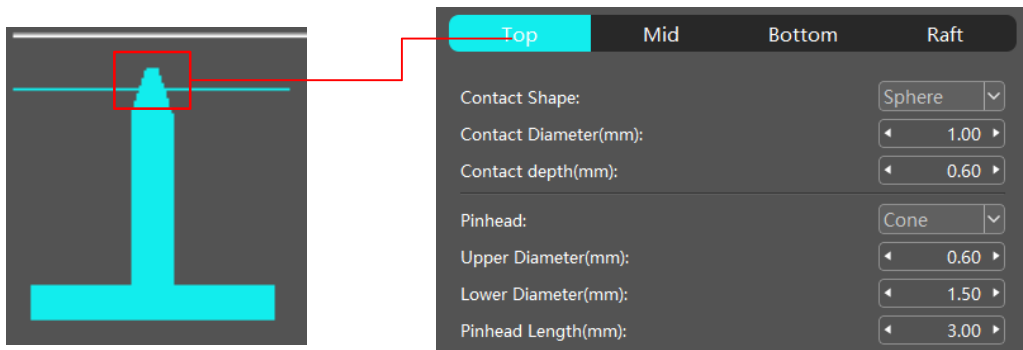 Top Mid Bottom Raft
Contact Shape: Sphere
Contact Diameter(mm): 1.00
Contact depth(mm): 0.60
Pinhead: Cone
Upper Diameter(mm): 0.60
Lower Diameter(mm): 1.50
Pinhead Length(mm): 3.00